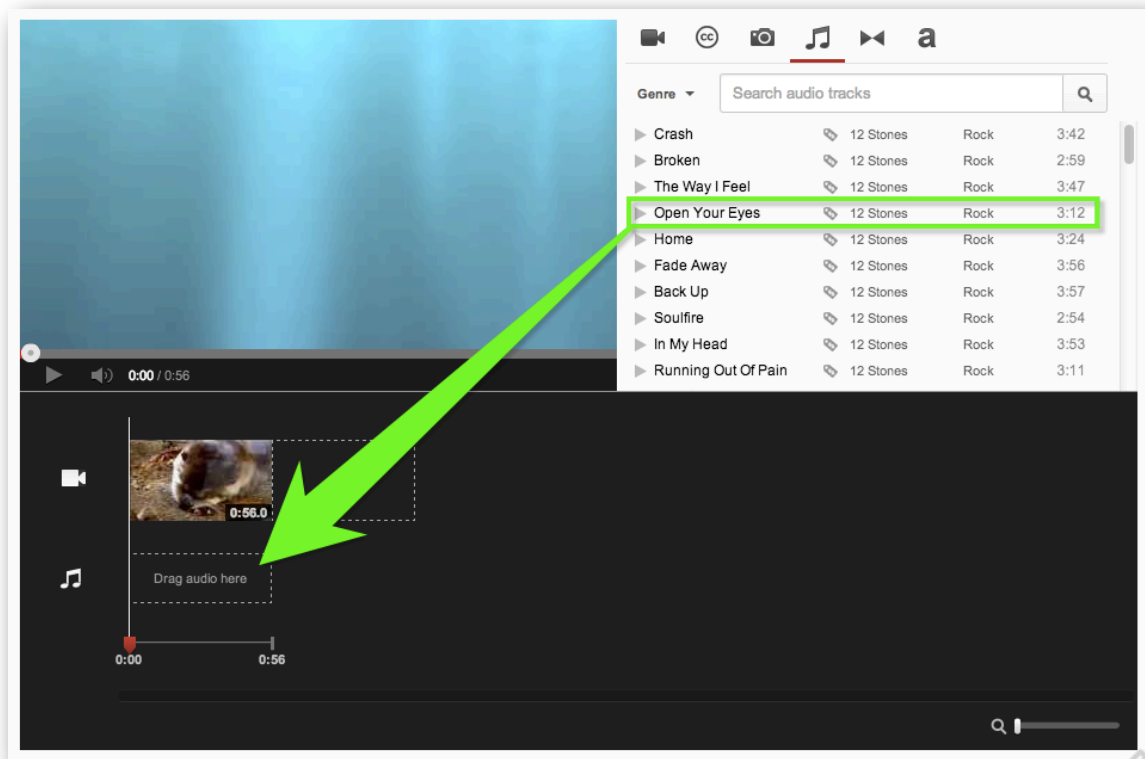 cc a
Genre Search audio tracks
Crash 12 Stones Rock 3:42
Broken 12 Stones Rock 2:59
The Way I Feel 12 Stones Rock 3:47
Open Your Eyes 12 Stones Rock 3:12
Home 12 Stones Rock 3:24
Fade Away 12 Stones Rock 3:56
Back Up 12 Stones Rock 3:57
Soulfire 12 Stones Rock 2:54
In My Head 12 Stones Rock 3:53
Running Out Of Pain 12 Stones Rock 3:11
0:00 / 0:56
0:56.0
Drag audio here
0:00 0:56